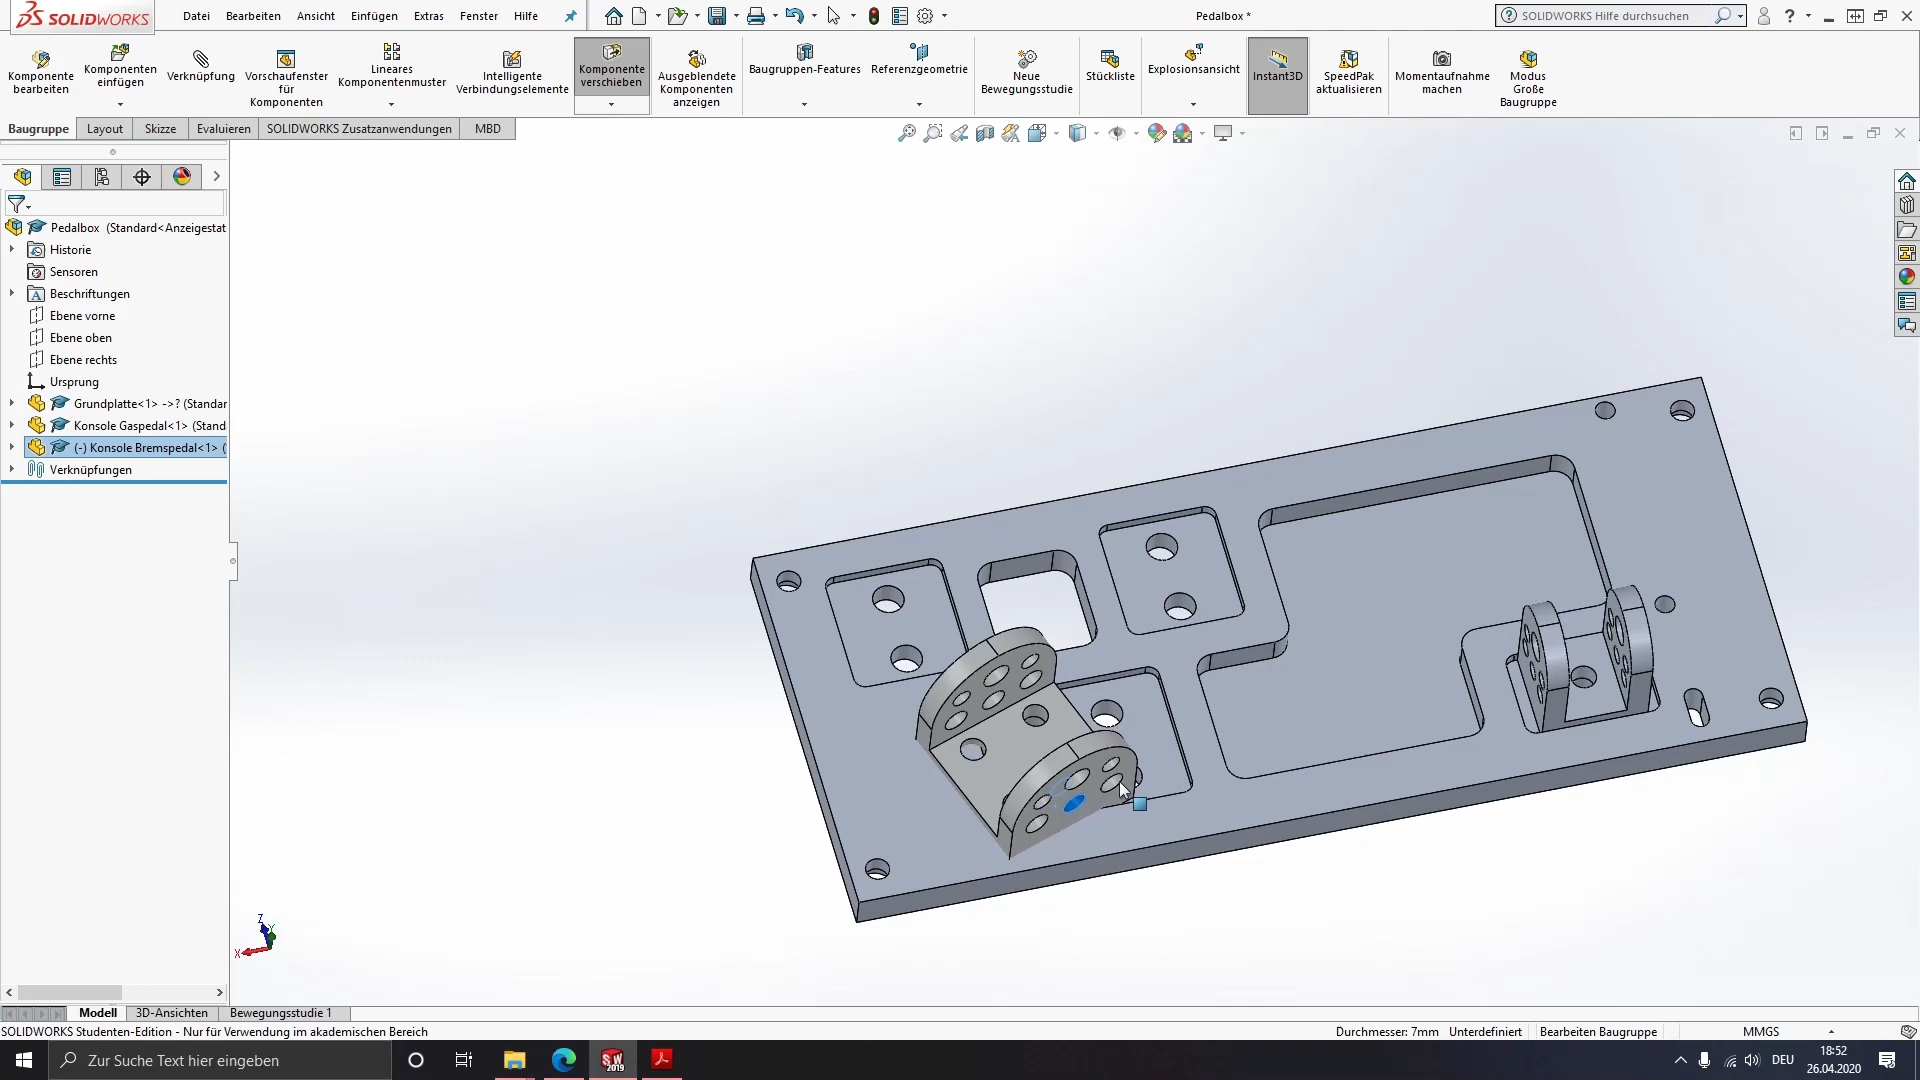 SOLIDWORKS
Datei Bearbeiten Ansicht Einfügen Extras Fenster Hilfe
Pedalbox *
SOLIDWORKS Hilfe durchsuchen
Komponente bearbeiten
Komponenten einfügen
Verknüpfung
Vorschaufenster für Komponenten
Lineares Komponentenmuster
Intelligente Verbindungselemente
Komponente verschieben
Ausgeblendete Komponenten anzeigen
Baugruppen-Features
Referenzgeometrie
Neue Bewegungsstudie
Stückliste
Explosionsansicht
Instant3D
SpeedPak aktualisieren
Momentaufnahme machen
Modus Große Baugruppe
Baugruppe Layout Skizze Evaluieren SOLIDWORKS Zusatzanwendungen MBD
Pedalbox (Standard<Anzeigestat
Historie
Sensoren
Beschriftungen
Ebene vorne
Ebene oben
Ebene rechts
Ursprung
Grundplatte<1> ->? (Standar
Konsole Gaspedal<1> (Stand
(-) Konsole Bremspedal<1> (
Verknüpfungen
Z
Y
X
Modell 3D-Ansichten Bewegungsstudie 1
SOLIDWORKS Studenten-Edition - Nur für Verwendung im akademischen Bereich
Durchmesser: 7mm Unterdefiniert Bearbeiten Baugruppe MMGS
Zur Suche Text hier eingeben
SW
2019
DEU
18:52
26.04.2020